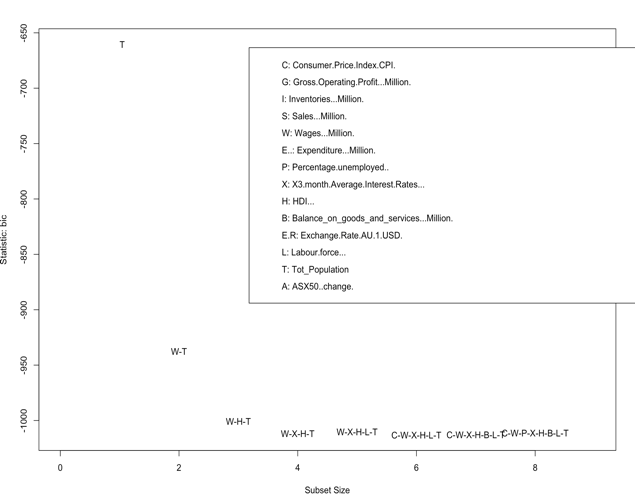 -650
-700
-750
-800
-850
-900
-950
-1000
Statistic: bic
T
C: Consumer.Price.Index.CPI.
G: Gross.Operating.Profit...Million.
I: Inventories...Million.
S: Sales...Million.
W: Wages...Million.
E..: Expenditure...Million.
P: Percentage.unemployed..
X: X3.month.Average.Interest.Rates...
H: HDI...
B: Balance_on_goods_and_services...Million.
E.R: Exchange.Rate.AU.1.USD.
L: Labour.force...
T: Tot_Population
A: ASX50..change.
W-T
W-H-T
W-X-H-T
W-X-H-L-T
C-W-X-H-L-T
C-W-X-H-B-L-T
C-W-P-X-H-B-L-T
0
2
4
6
8
Subset Size